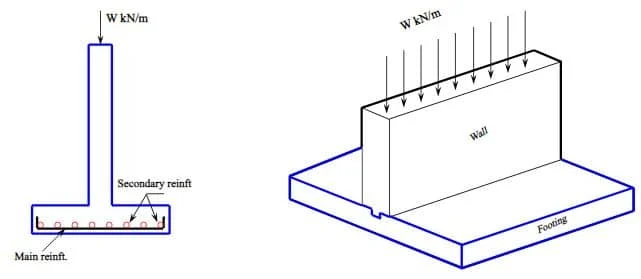 W kN/m
Secondary reinft
Main reinft.
W kN/m
Wall
Footing